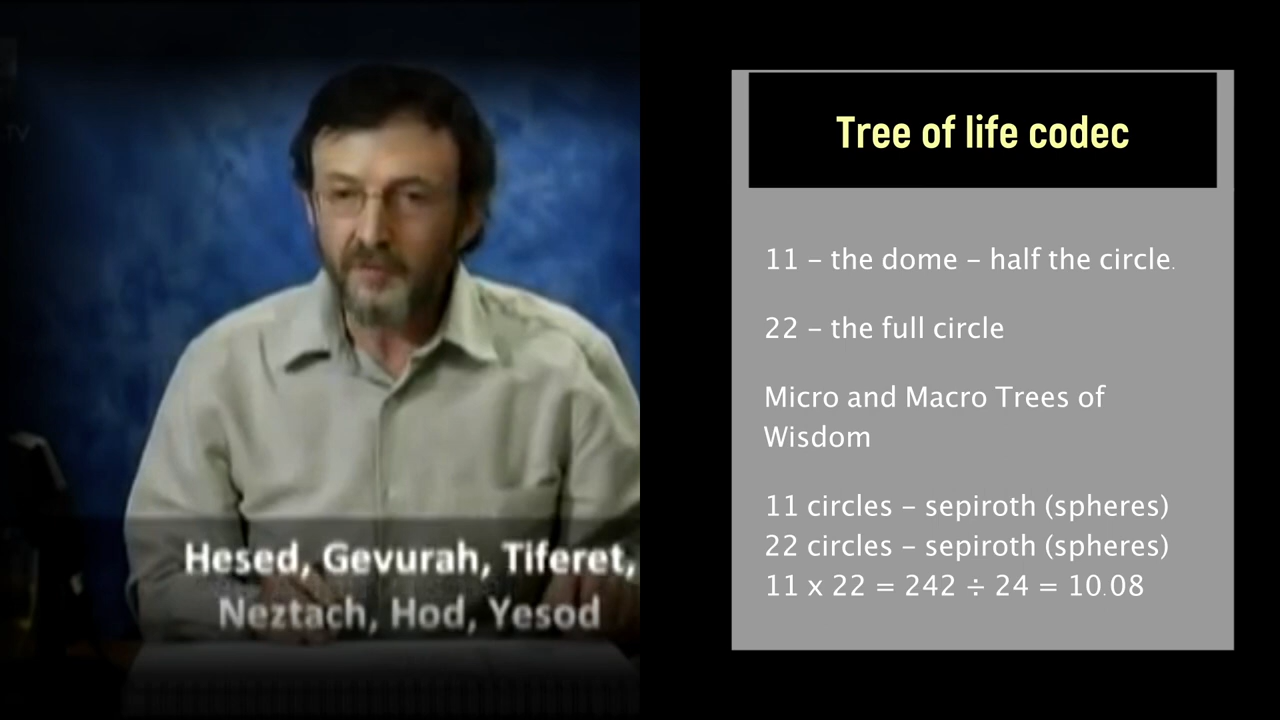 TV
Hesed, Gevurah, Tiferet,
Neztach, Hod, Yesod
Tree of life codec
11 – the dome – half the circle.
22 – the full circle
Micro and Macro Trees of
Wisdom
11 circles – sepiroth (spheres)
22 circles – sepiroth (spheres)
11 x 22 = 242 ÷ 24 = 10.08